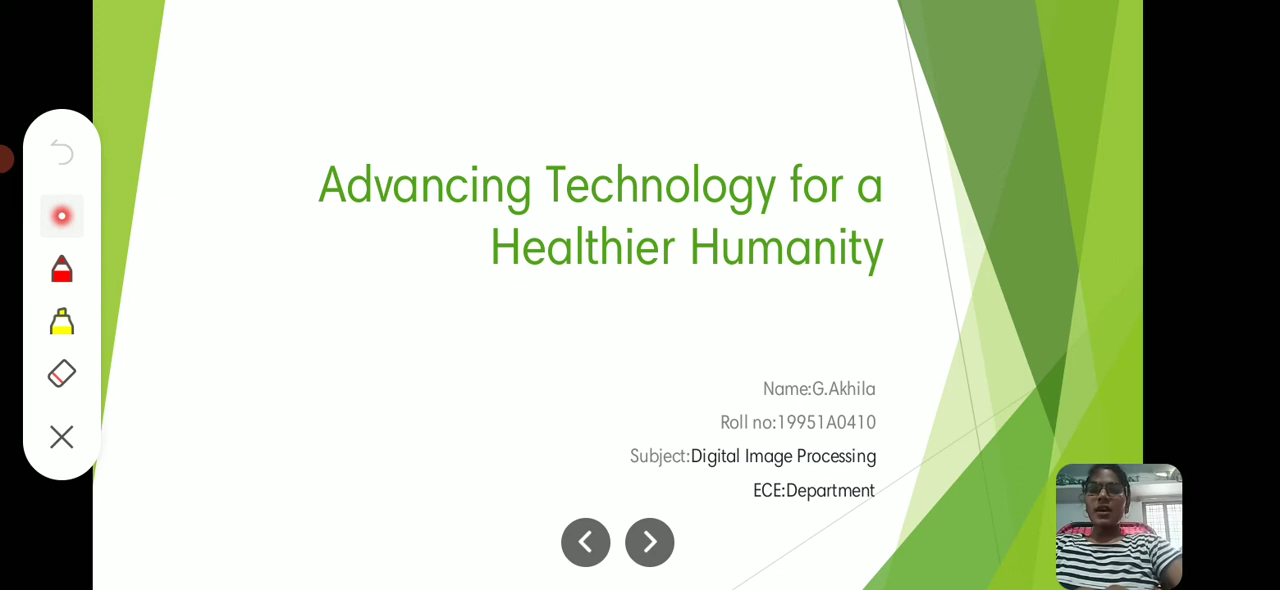 Advancing Technology for a
Healthier Humanity
Name:G.Akhila
Roll no:19951A0410
Subject:Digital Image Processing
ECE:Department